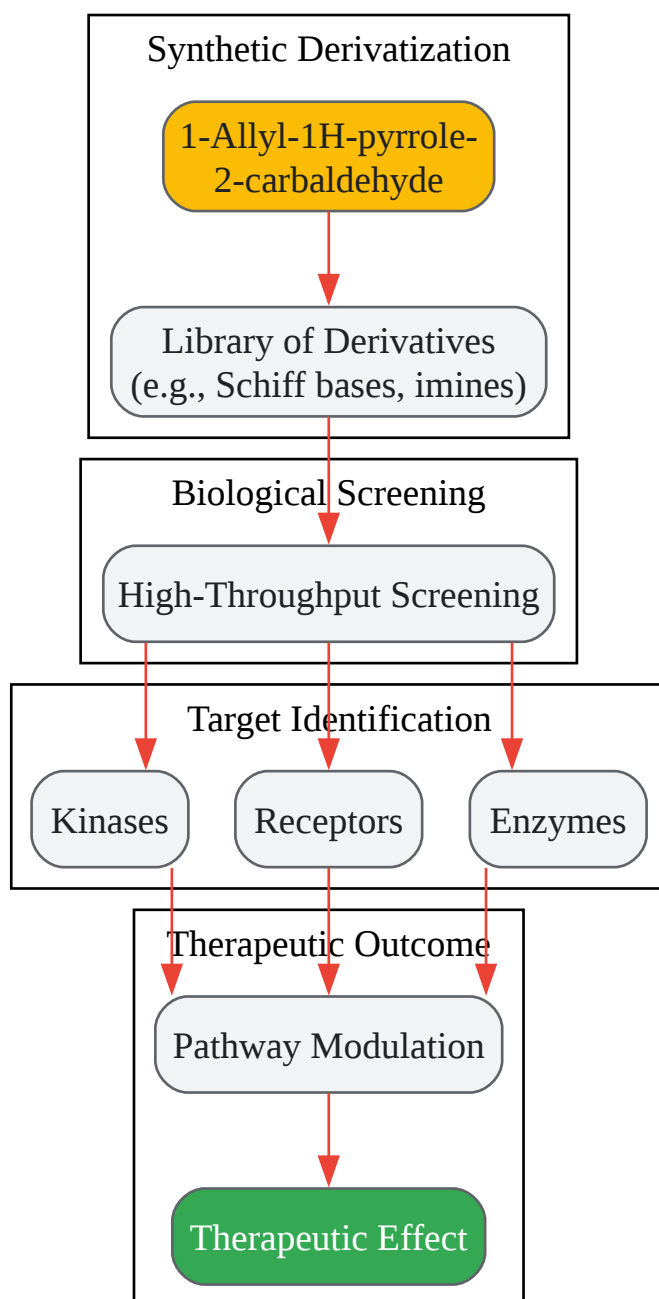 Synthetic Derivatization
1-Allyl-1H-pyrrole-
2-carbaldehyde
Library of Derivatives
(e.g., Schiff bases, imines)
Biological Screening
High-Throughput Screening
Target Identification
Kinases
Receptors
Enzymes
Therapeutic Outcome
Pathway Modulation
Therapeutic Effect